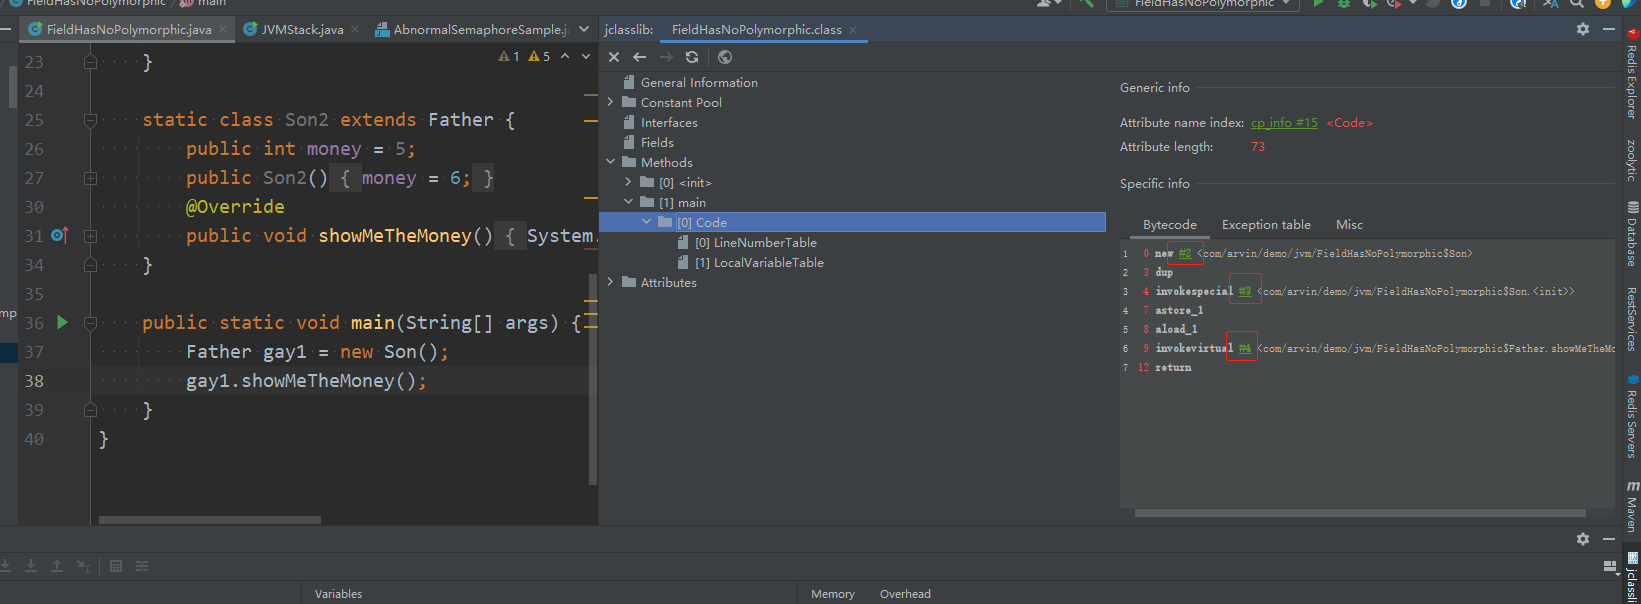 FieldHasNoPolymorphic main
FieldHasNoPolymorphic
FieldHasNoPolymorphic.java
JVMStack.java
AbnormalSemaphoreSample.j
jclasslib:
FieldHasNoPolymorphic.class
1 5
23 }
24
25 static class Son2 extends Father {
26 public int money = 5;
27 public Son2() { money = 6; }
30 @Override
31 public void showMeTheMoney() { System.
34 }
35
36 public static void main(String[] args) {
37 Father gay1 = new Son();
38 gay1.showMeTheMoney();
39 }
40 }
General Information
Constant Pool
Interfaces
Fields
Methods
[0] <init>
[1] main
[0] Code
[0] LineNumberTable
[1] LocalVariableTable
Attributes
Generic info
Attribute name index: cp_info #15 <Code>
Attribute length: 73
Specific info
Bytecode Exception table Misc
1 0 new #2 <com/arvin/demo/jvm/FieldHasNoPolymorphic$Son>
2 3 dup
3 4 invokespecial #3 <com/arvin/demo/jvm/FieldHasNoPolymorphic$Son.<init>>
4 7 astore_1
5 8 aload_1
6 9 invokevirtual #4 <com/arvin/demo/jvm/FieldHasNoPolymorphic$Father.showMeTheMo
7 12 return
Redis Explorer
zoolytic
Database
RestServices
Redis Servers
Maven
jclassli
mp
Variables
Memory Overhead